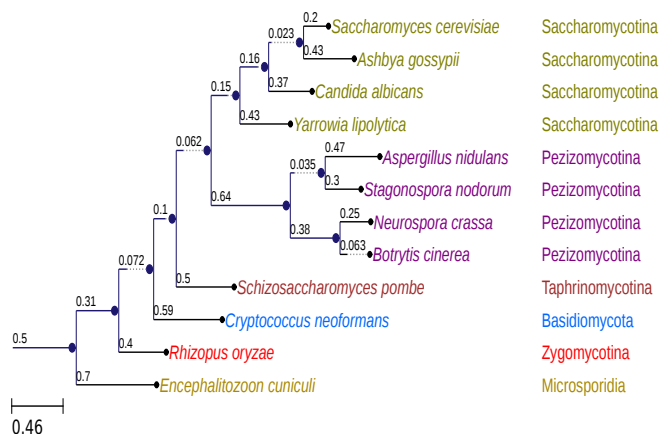 0.2 Saccharomyces cerevisiae Saccharomycotina
0.023
0.43 Ashbya gossypii Saccharomycotina
0.16
0.37 Candida albicans Saccharomycotina
0.15
0.43 Yarrowia lipolytica Saccharomycotina
0.062
0.47 Aspergillus nidulans Pezizomycotina
0.035
0.3 Stagonospora nodorum Pezizomycotina
0.64
0.25 Neurospora crassa Pezizomycotina
0.38
0.063 Botrytis cinerea Pezizomycotina
0.1
0.5 Schizosaccharomyces pombe Taphrinomycotina
0.072
0.59 Cryptococcus neoformans Basidiomycota
0.31
0.4 Rhizopus oryzae Zygomycotina
0.5
0.7 Encephalitozoon cuniculi Microsporidia
0.46